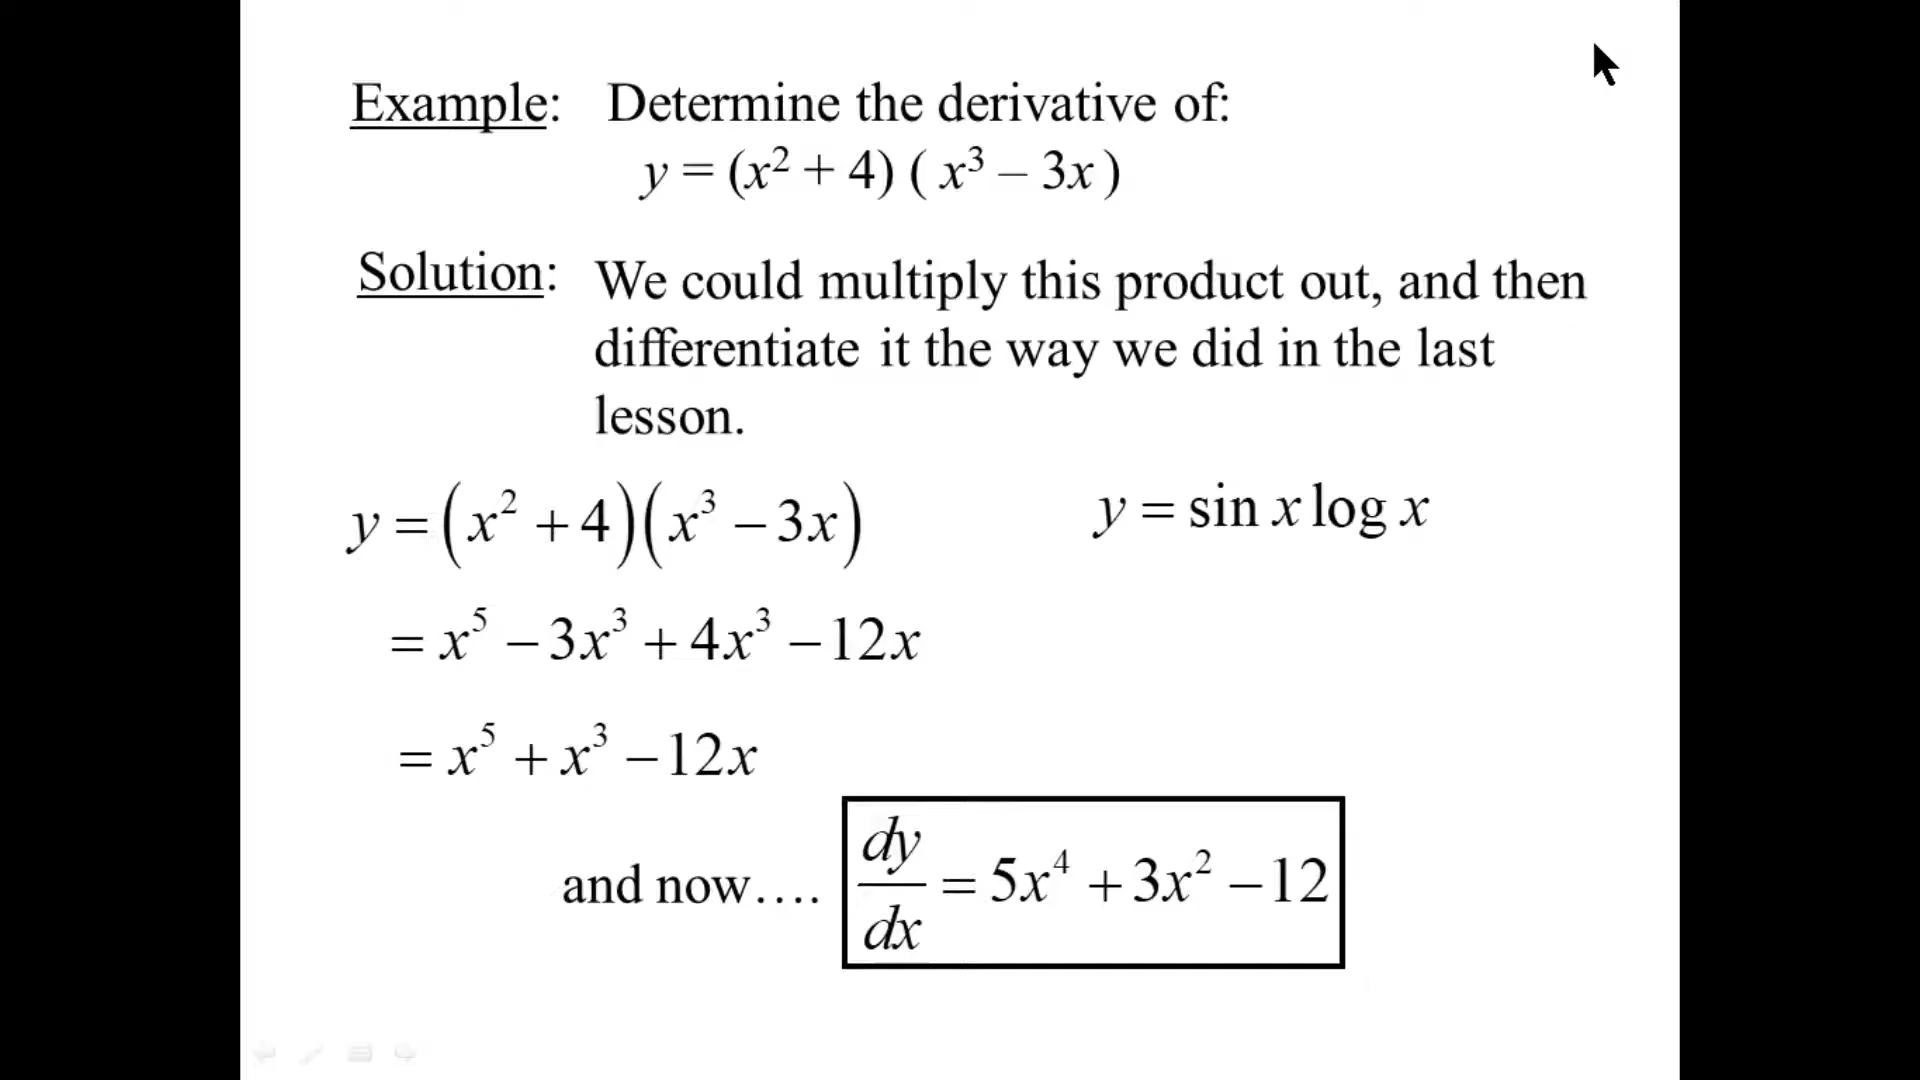 Example: Determine the derivative of:
y = (x² + 4) ( x³ – 3x )
Solution: We could multiply this product out, and then
differentiate it the way we did in the last
lesson.
y = (x² + 4)(x³ − 3x)
y = sin x log x
= x⁵ − 3x³ + 4x³ − 12x
= x⁵ + x³ − 12x
and now…. dy/dx = 5x⁴ + 3x² − 12